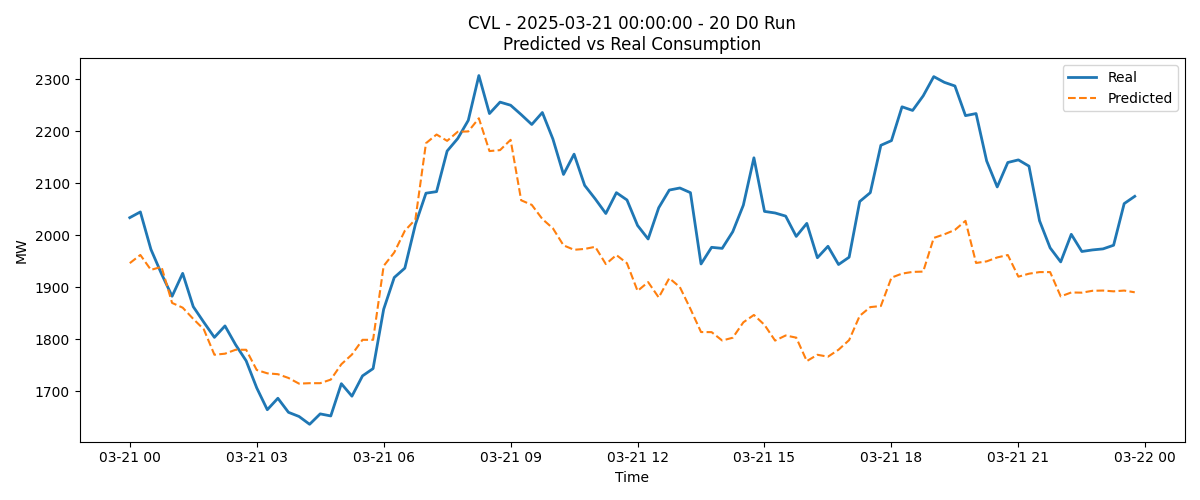 CVL - 2025-03-21 00:00:00 - 20 D0 Run
Predicted vs Real Consumption
Real
Predicted
MW
2300
2200
2100
2000
1900
1800
1700
03-21 00
03-21 03
03-21 06
03-21 09
03-21 12
03-21 15
03-21 18
03-21 21
03-22 00
Time